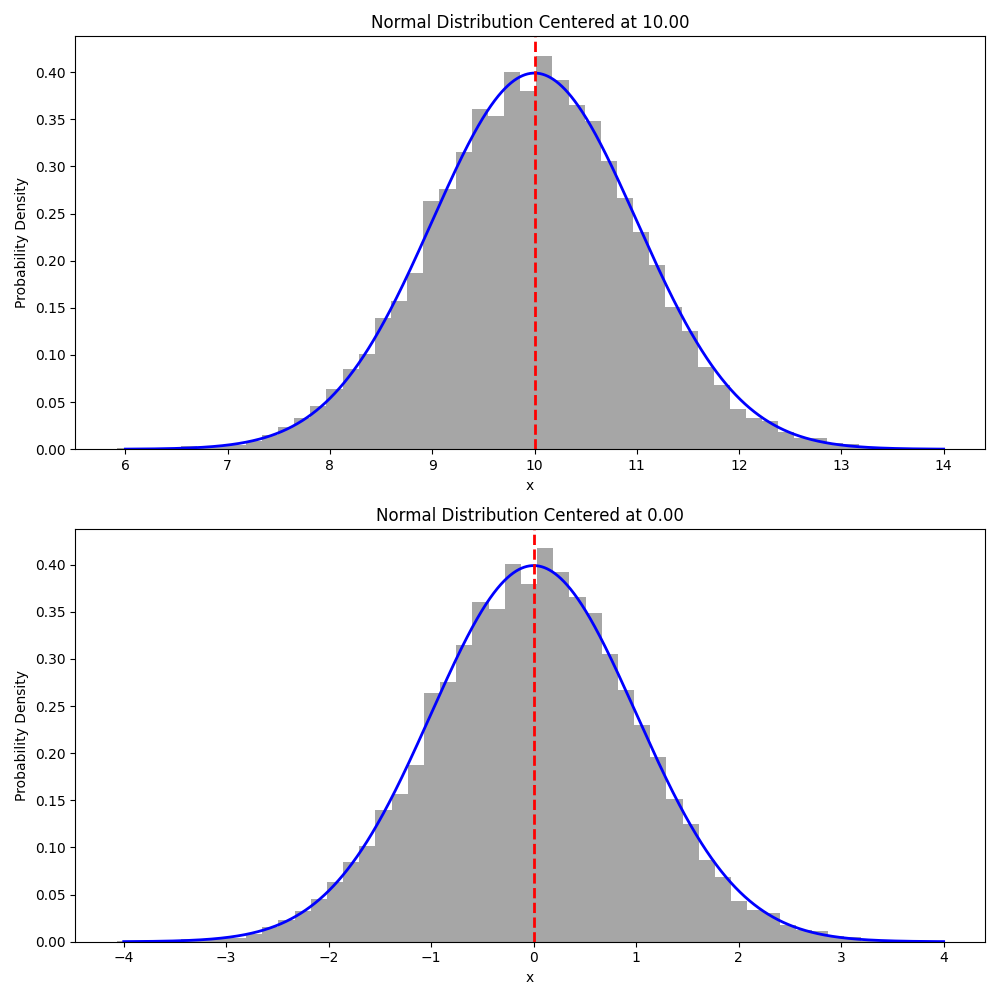 Normal Distribution Centered at 10.00
Probability Density
0.40
0.35
0.30
0.25
0.20
0.15
0.10
0.05
0.00
6 7 8 9 10 11 12 13 14
x
Normal Distribution Centered at 0.00
Probability Density
0.40
0.35
0.30
0.25
0.20
0.15
0.10
0.05
0.00
−4 −3 −2 −1 0 1 2 3 4
x